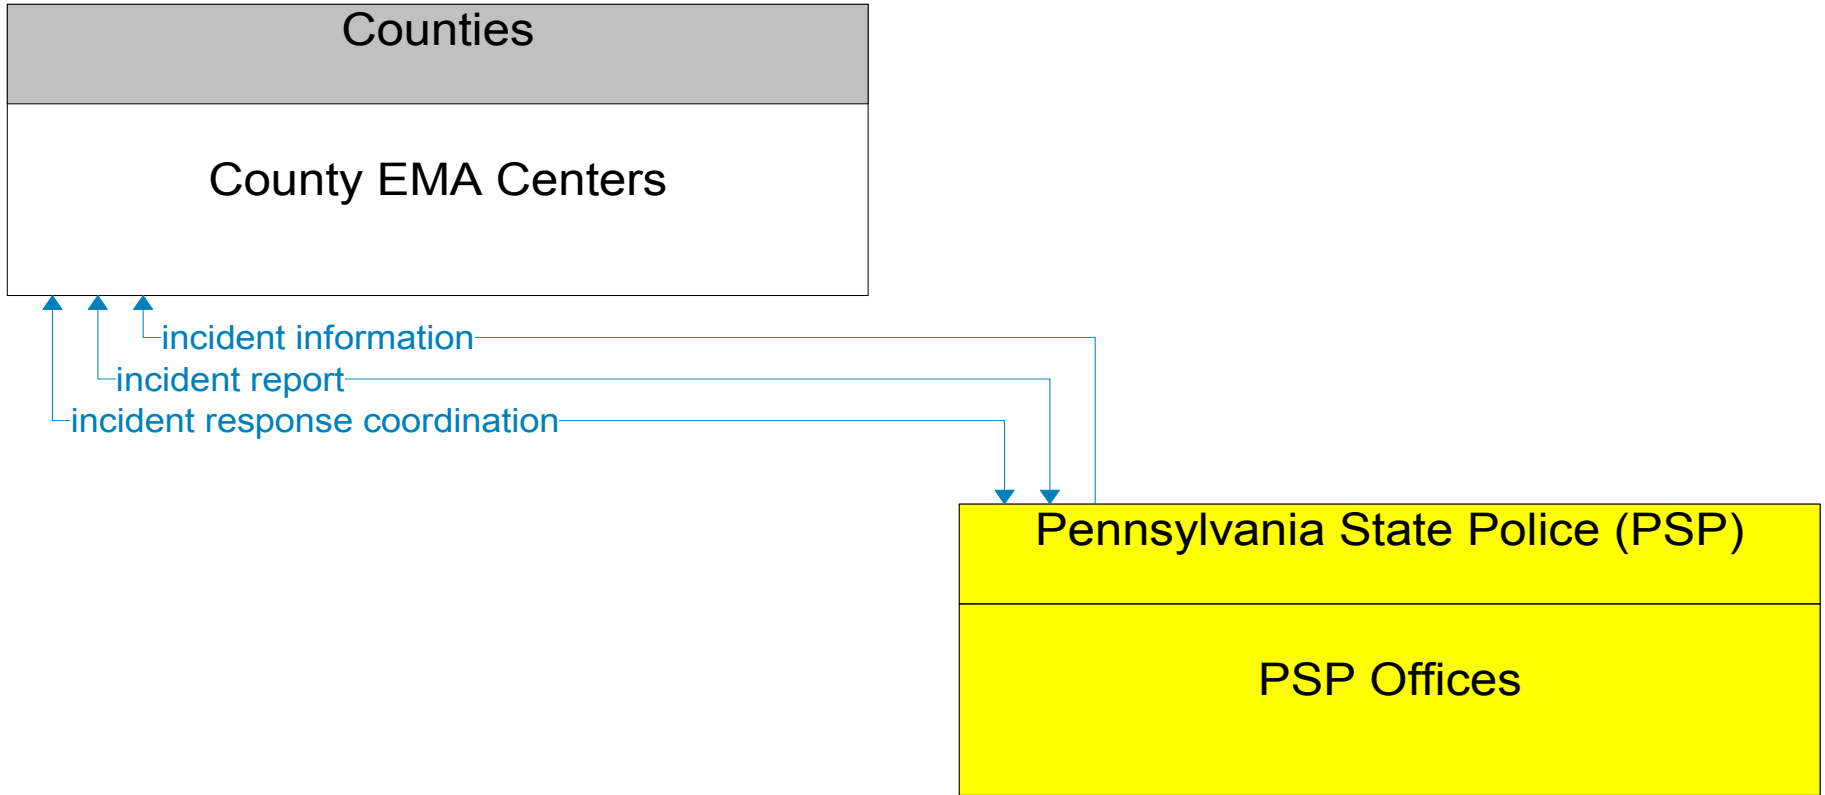 Counties
County EMA Centers
incident information
incident report
incident response coordination
Pennsylvania State Police (PSP)
PSP Offices